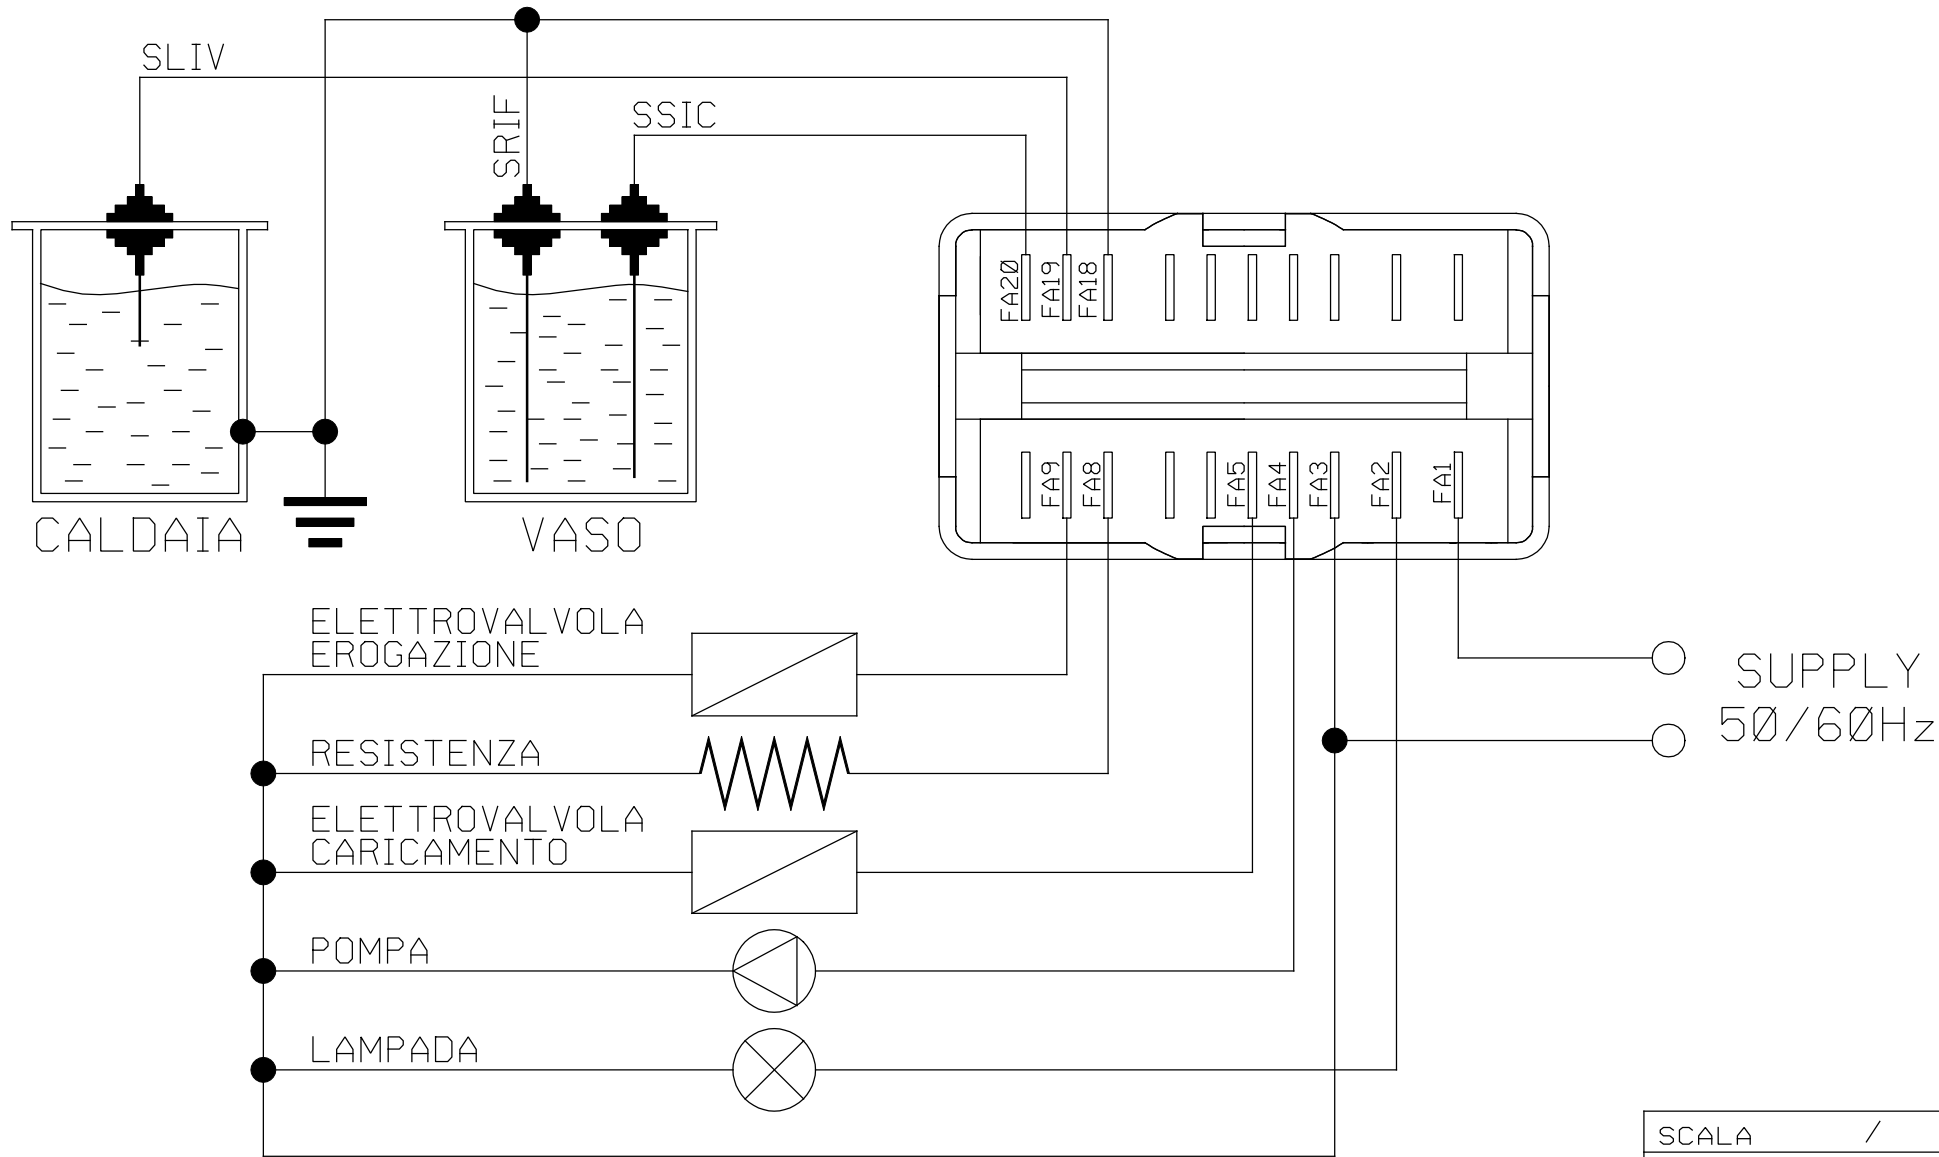 SLIV
SRIF
SSIC
FA20
FA19
FA18
FA9
FA8
FA5
FA4
FA3
FA2
FA1
CALDAIA
VASO
ELETTROVALVOLA
EROGAZIONE
RESISTENZA
ELETTROVALVOLA
CARICAMENTO
POMPA
LAMPADA
SUPPLY
50/60Hz
SCALA /